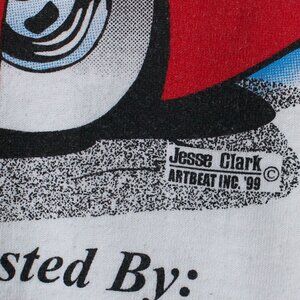 Jesse Clark
ARTBEAT INC. '99 ©
sted By: